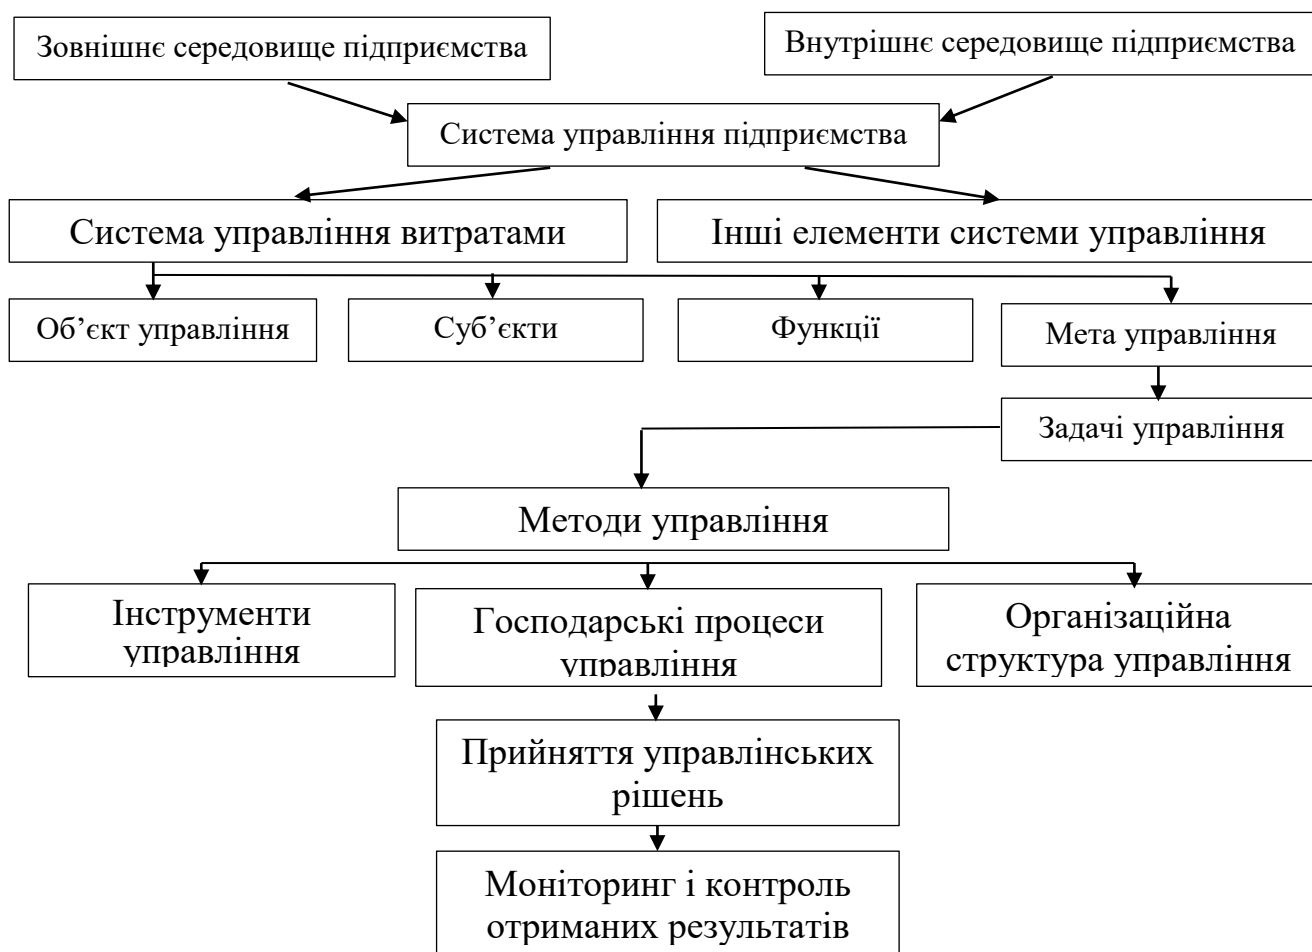 Зовнішнє середовище підприємства
Внутрішнє середовище підприємства
Система управління підприємства
Система управління витратами
Інші елементи системи управління
Об’єкт управління
Суб’єкти
Функції
Мета управління
Задачі управління
Методи управління
Інструменти
управління
Господарські процеси
управління
Організаційна
структура управління
Прийняття управлінських
рішень
Моніторинг і контроль
отриманих результатів